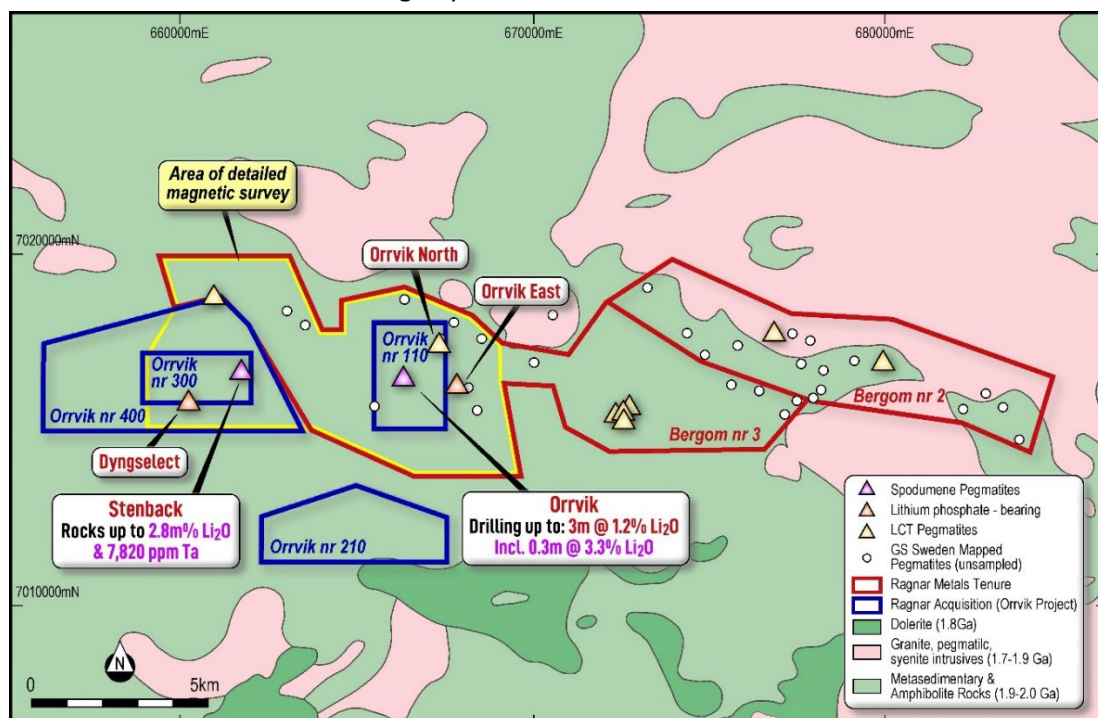 660000mE
670000mE
680000mE
Area of detailed
magnetic survey
7020000mN
Orrvik North
Orrvik East
Orrvik
nr 110
Orrvik
nr 300
Orrvik nr 400
Bergom nr 2
Bergom nr 3
Dyngselect
Stenback
Rocks up to 2.8m% Li₂O
& 7,820 ppm Ta
Orrvik
Drilling up to: 3m @ 1.2% Li₂O
Incl. 0.3m @ 3.3% Li₂O
Orrvik nr 210
7010000mN
N
0
5km
Spodumene Pegmatites
Lithium phosphate - bearing
LCT Pegmatites
GS Sweden Mapped
Pegmatites (unsampled)
Ragnar Metals Tenure
Ragnar Acquisition (Orrvik Project)
Dolerite (1.8Ga)
Granite, pegmatilc,
syenite intrusives (1.7-1.9 Ga)
Metasedimentary &
Amphibolite Rocks (1.9-2.0 Ga)